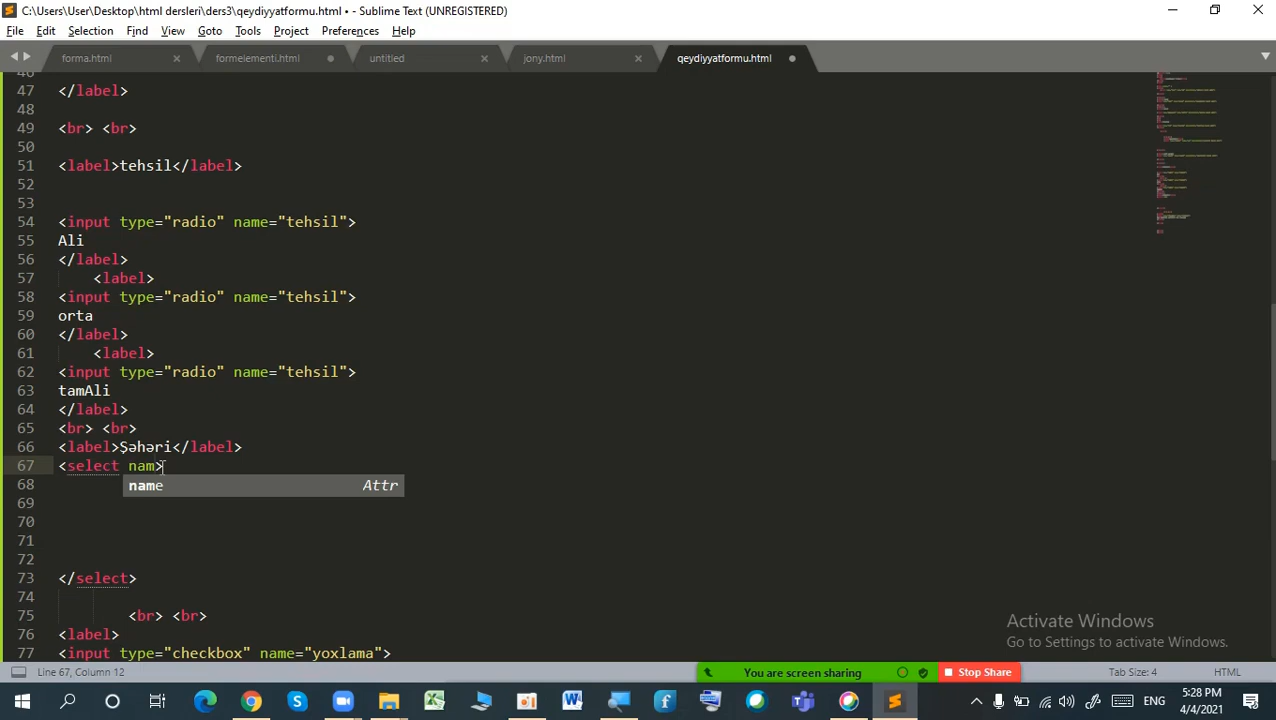 C:\Users\User\Desktop\html dersleri\ders3\qeydiyyatformu.html • - Sublime Text (UNREGISTERED)
File Edit Selection Find View Goto Tools Project Preferences Help
forma.html formelementi.html untitled jony.html qeydiyyatformu.html
47 </label>
48
49 <br> <br>
50
51 <label>tehsil</label>
52
53
54 <input type="radio" name="tehsil">
55 Ali
56 </label>
57 <label>
58 <input type="radio" name="tehsil">
59 orta
60 </label>
61 <label>
62 <input type="radio" name="tehsil">
63 tamAli
64 </label>
65 <br> <br>
66 <label>Şəhəri</label>
67 <select nam>
68 name Attr
69
70
71
72
73 </select>
74
75 <br> <br>
76 <label>
77 <input type="checkbox" name="yoxlama">
Activate Windows
Go to Settings to activate Windows.
Line 67, Column 12
You are screen sharing
Stop Share
Tab Size: 4
HTML
ENG
5:28 PM
4/4/2021